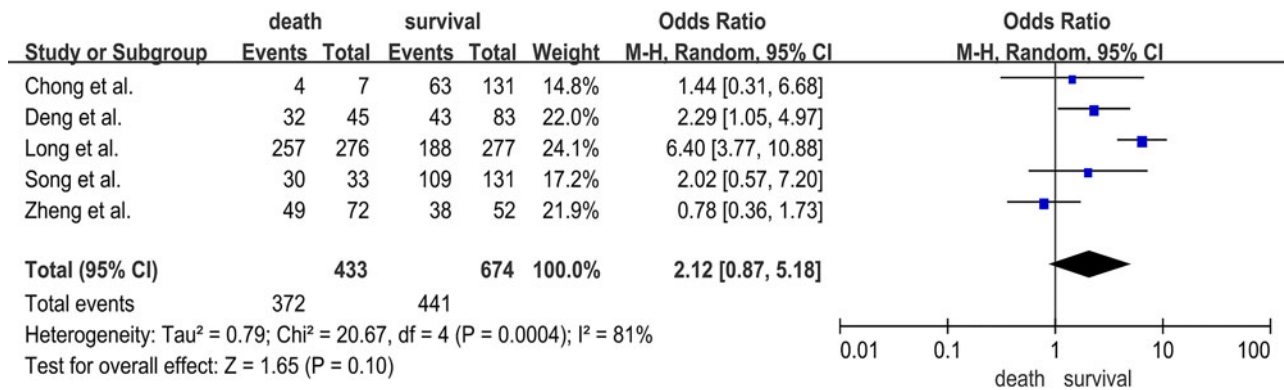 death survival Odds Ratio Odds Ratio
Study or Subgroup Events Total Events Total Weight M-H, Random, 95% CI M-H, Random, 95% CI
Chong et al. 4 7 63 131 14.8% 1.44 [0.31, 6.68]
Deng et al. 32 45 43 83 22.0% 2.29 [1.05, 4.97]
Long et al. 257 276 188 277 24.1% 6.40 [3.77, 10.88]
Song et al. 30 33 109 131 17.2% 2.02 [0.57, 7.20]
Zheng et al. 49 72 38 52 21.9% 0.78 [0.36, 1.73]
Total (95% CI) 433 674 100.0% 2.12 [0.87, 5.18]
Total events 372 441
Heterogeneity: Tau² = 0.79; Chi² = 20.67, df = 4 (P = 0.0004); I² = 81%
Test for overall effect: Z = 1.65 (P = 0.10)
0.01 0.1 1 10 100
death survival